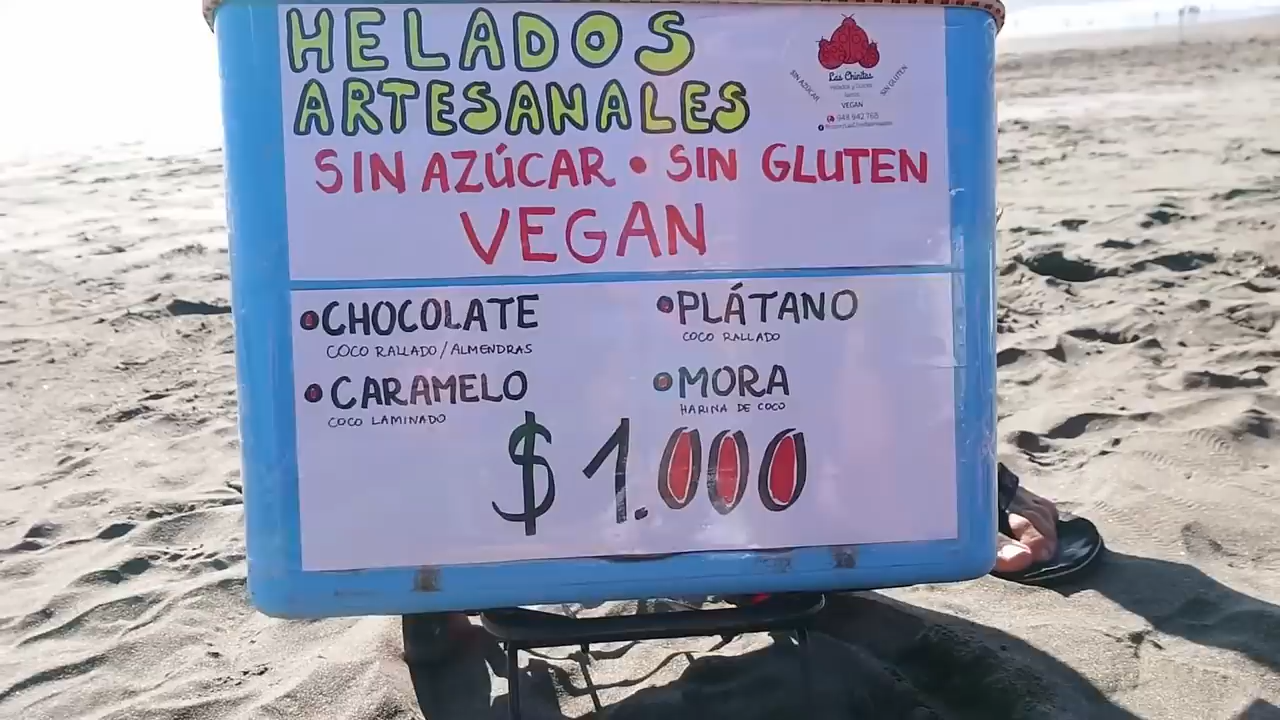 HELADOS
ARTESANALES
SIN AZÚCAR • SIN GLUTEN
VEGAN
Las Chinitas
SIN AZÚCAR
SIN GLUTEN
VEGAN
•CHOCOLATE
COCO RALLADO/ALMENDRAS
•PLÁTANO
COCO RALLADO
•CARAMELO
COCO LAMINADO
•MORA
HARINA DE COCO
$1.000